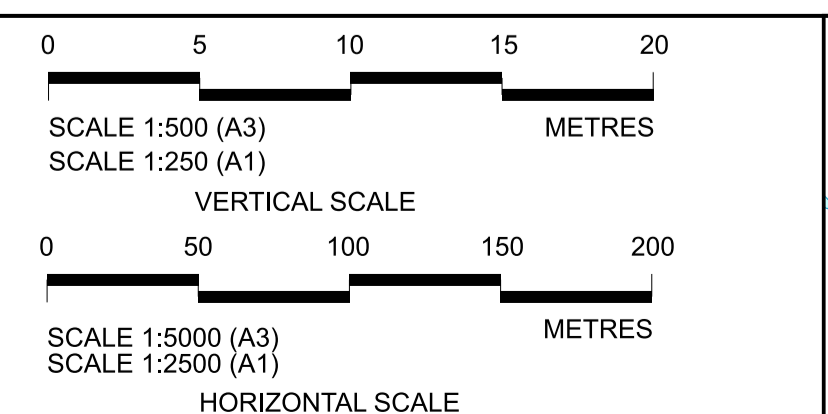 0 5 10 15 20
SCALE 1:500 (A3) METRES
SCALE 1:250 (A1)
VERTICAL SCALE
0 50 100 150 200
SCALE 1:5000 (A3) METRES
SCALE 1:2500 (A1)
HORIZONTAL SCALE